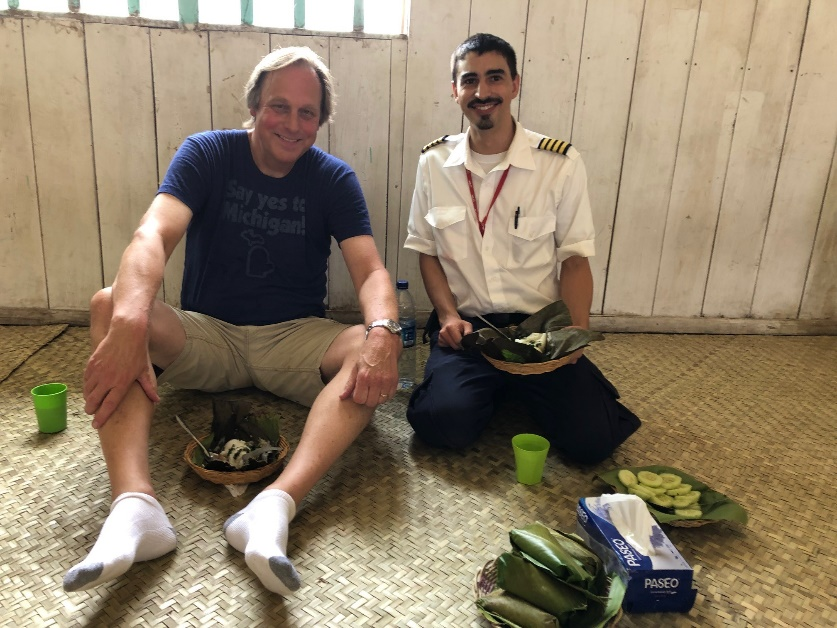 Say yes to
Michigan!
PASEO
PASEO